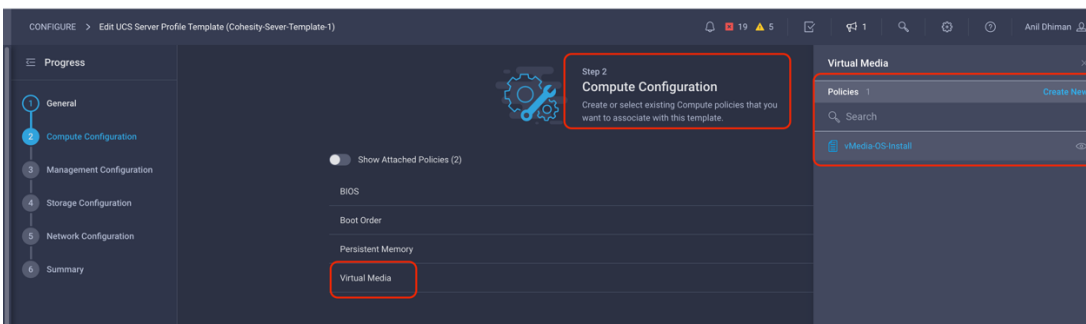 CONFIGURE > Edit UCS Server Profile Template (Cohesity-Sever-Template-1)
19 5 1 Anil Dhiman
Progress
1 General
2 Compute Configuration
3 Management Configuration
4 Storage Configuration
5 Network Configuration
6 Summary
Step 2
Compute Configuration
Create or select existing Compute policies that you
want to associate with this template.
Show Attached Policies (2)
BIOS
Boot Order
Persistent Memory
Virtual Media
Virtual Media
Policies 1 Create New
Search
vMedia-OS-Install